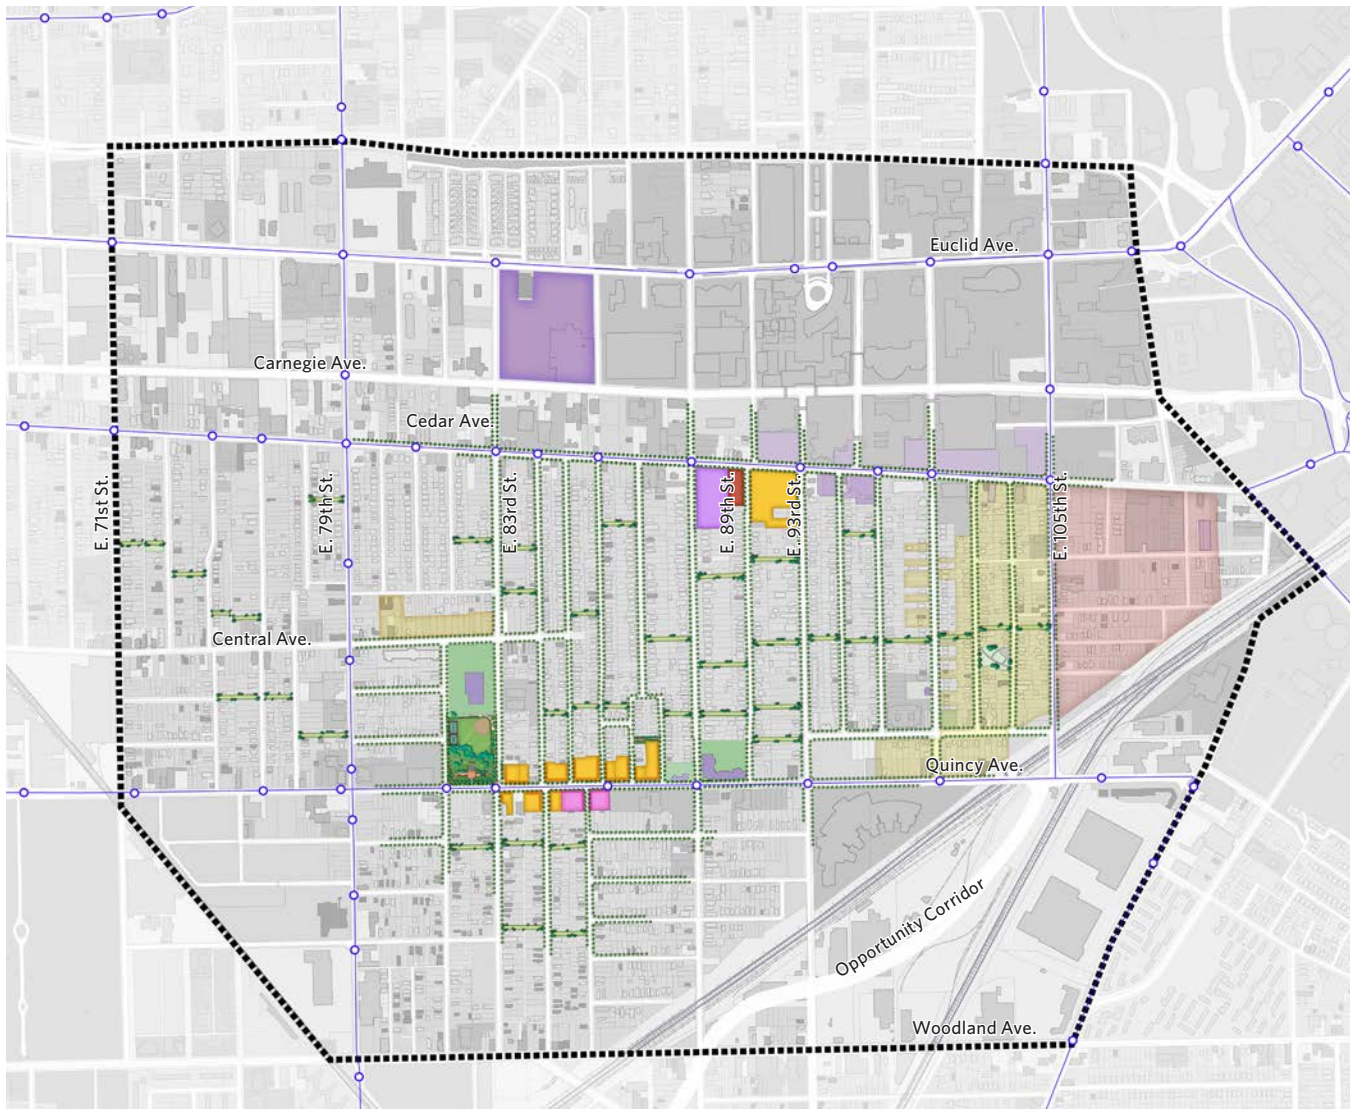 Euclid Ave.
Carnegie Ave.
Cedar Ave.
E. 71st St.
E. 79th St.
E. 83rd St.
E. 89th St.
E. 93rd St.
E. 105th St.
Central Ave.
Quincy Ave.
Opportunity Corridor
Woodland Ave.